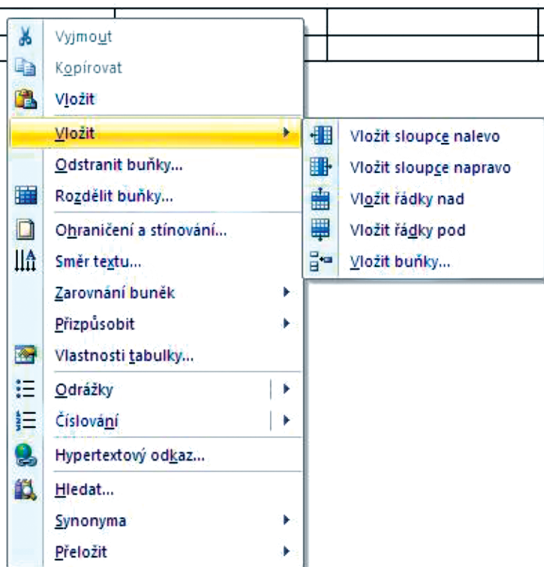 Vyjmout
Kopírovat
Vložit
Vložit
Odstranit buňky...
Rozdělit buňky...
Ohraničení a stínování...
Směr textu...
Zarovnání buněk
Přizpůsobit
Vlastnosti tabulky...
Odrážky
Číslování
Hypertextový odkaz...
Hledat...
Synonyma
Přeložit
Vložit sloupce nalevo
Vložit sloupce napravo
Vložit řádky nad
Vložit řádky pod
Vložit buňky...